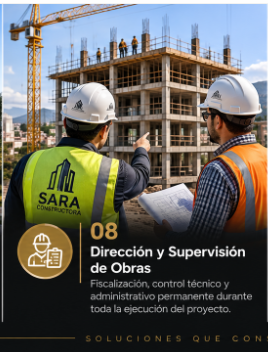 SARA
CONSTRUCTORA
08
Dirección y Supervisión
de Obras
Fiscalización, control técnico y
administrativo permanente durante
toda la ejecución del proyecto.
SOLUCIONES QUE CON